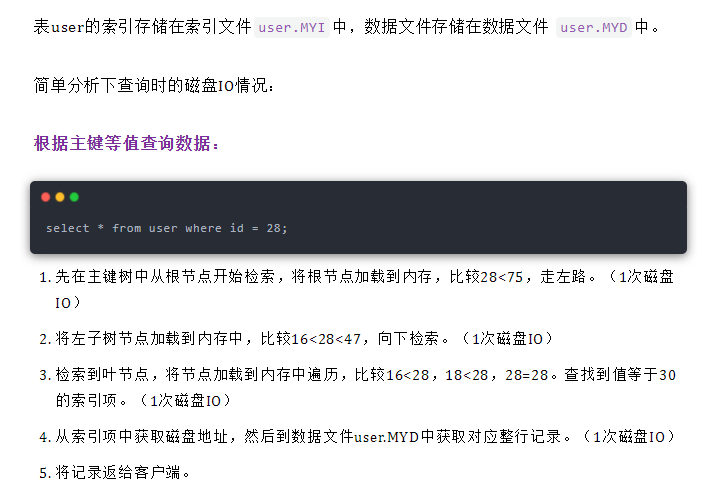 表user的索引存储在索引文件 user.MYI 中，数据文件存储在数据文件 user.MYD 中。
简单分析下查询时的磁盘IO情况：
根据主键等值查询数据：
select * from user where id = 28;
1. 先在主键树中从根节点开始检索，将根节点加载到内存，比较28<75，走左路。（1次磁盘
IO）
2. 将左子树节点加载到内存中，比较16<28<47，向下检索。（1次磁盘IO）
3. 检索到叶节点，将节点加载到内存中遍历，比较16<28，18<28，28=28。查找到值等于30
的索引项。（1次磁盘IO）
4. 从索引项中获取磁盘地址，然后到数据文件user.MYD中获取对应整行记录。（1次磁盘IO）
5. 将记录返给客户端。